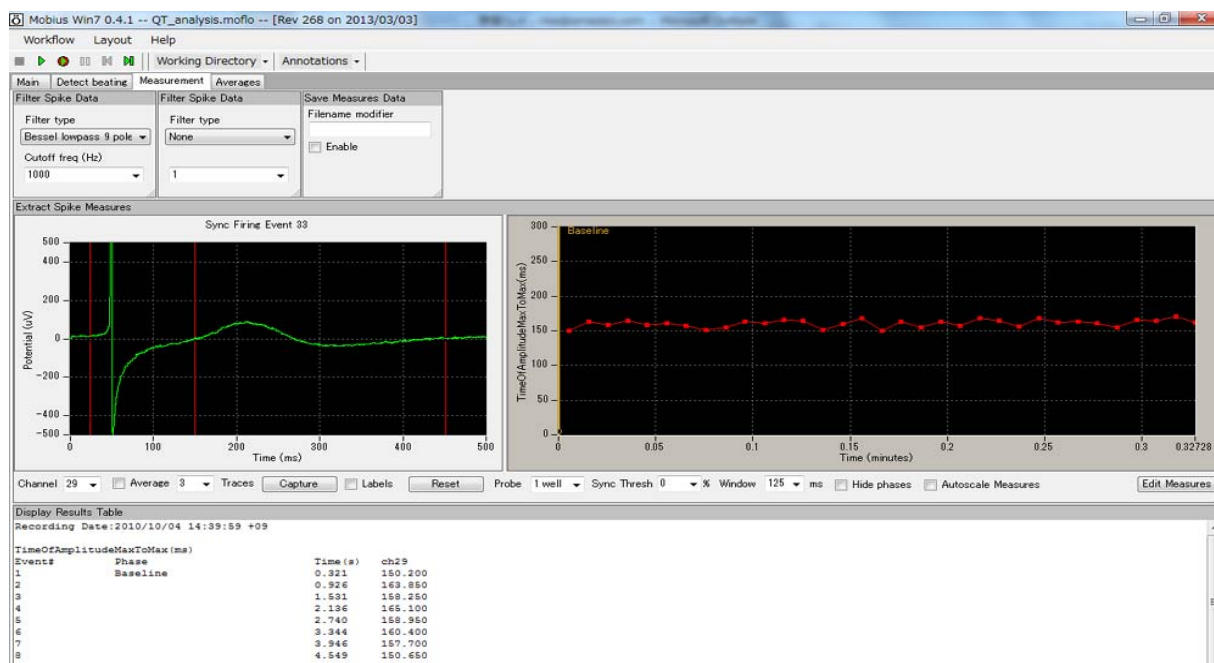 Mobius Win7 0.4.1 -- QT_analysis.moflo -- [Rev 268 on 2013/03/03]
Workflow Layout Help
Working Directory Annotations
Main Detect beating Measurement Averages
Filter Spike Data Filter Spike Data Save Measures Data
Filter type Filter type Filename modifier
Bessel lowpass 9 pole None
Enable
Cutoff freq (Hz)
1000 1
Extract Spike Measures
Sync Firing Event 33
500
400
200
0
-200
-400
-500
Potential (uV)
0 100 200 300 400 500
Time (ms)
Baseline
300
250
200
150
100
50
0
TimeOfAmplitudeMaxToMax(ms)
0 0.05 0.1 0.15 0.2 0.25 0.3 0.32728
Time (minutes)
Channel 29 Average 3 Traces Capture Labels Reset Probe 1 well Sync Thresh 0 % Window 125 ms Hide phases Autoscale Measures Edit Measures
Display Results Table
Recording Date:2010/10/04 14:39:59 +09
TimeOfAmplitudeMaxToMax(ms)
Event# Phase Time(s) ch29
1 Baseline 0.321 150.200
2 0.926 163.850
3 1.531 158.250
4 2.136 165.100
5 2.740 158.950
6 3.344 160.400
7 3.946 157.700
8 4.549 150.650